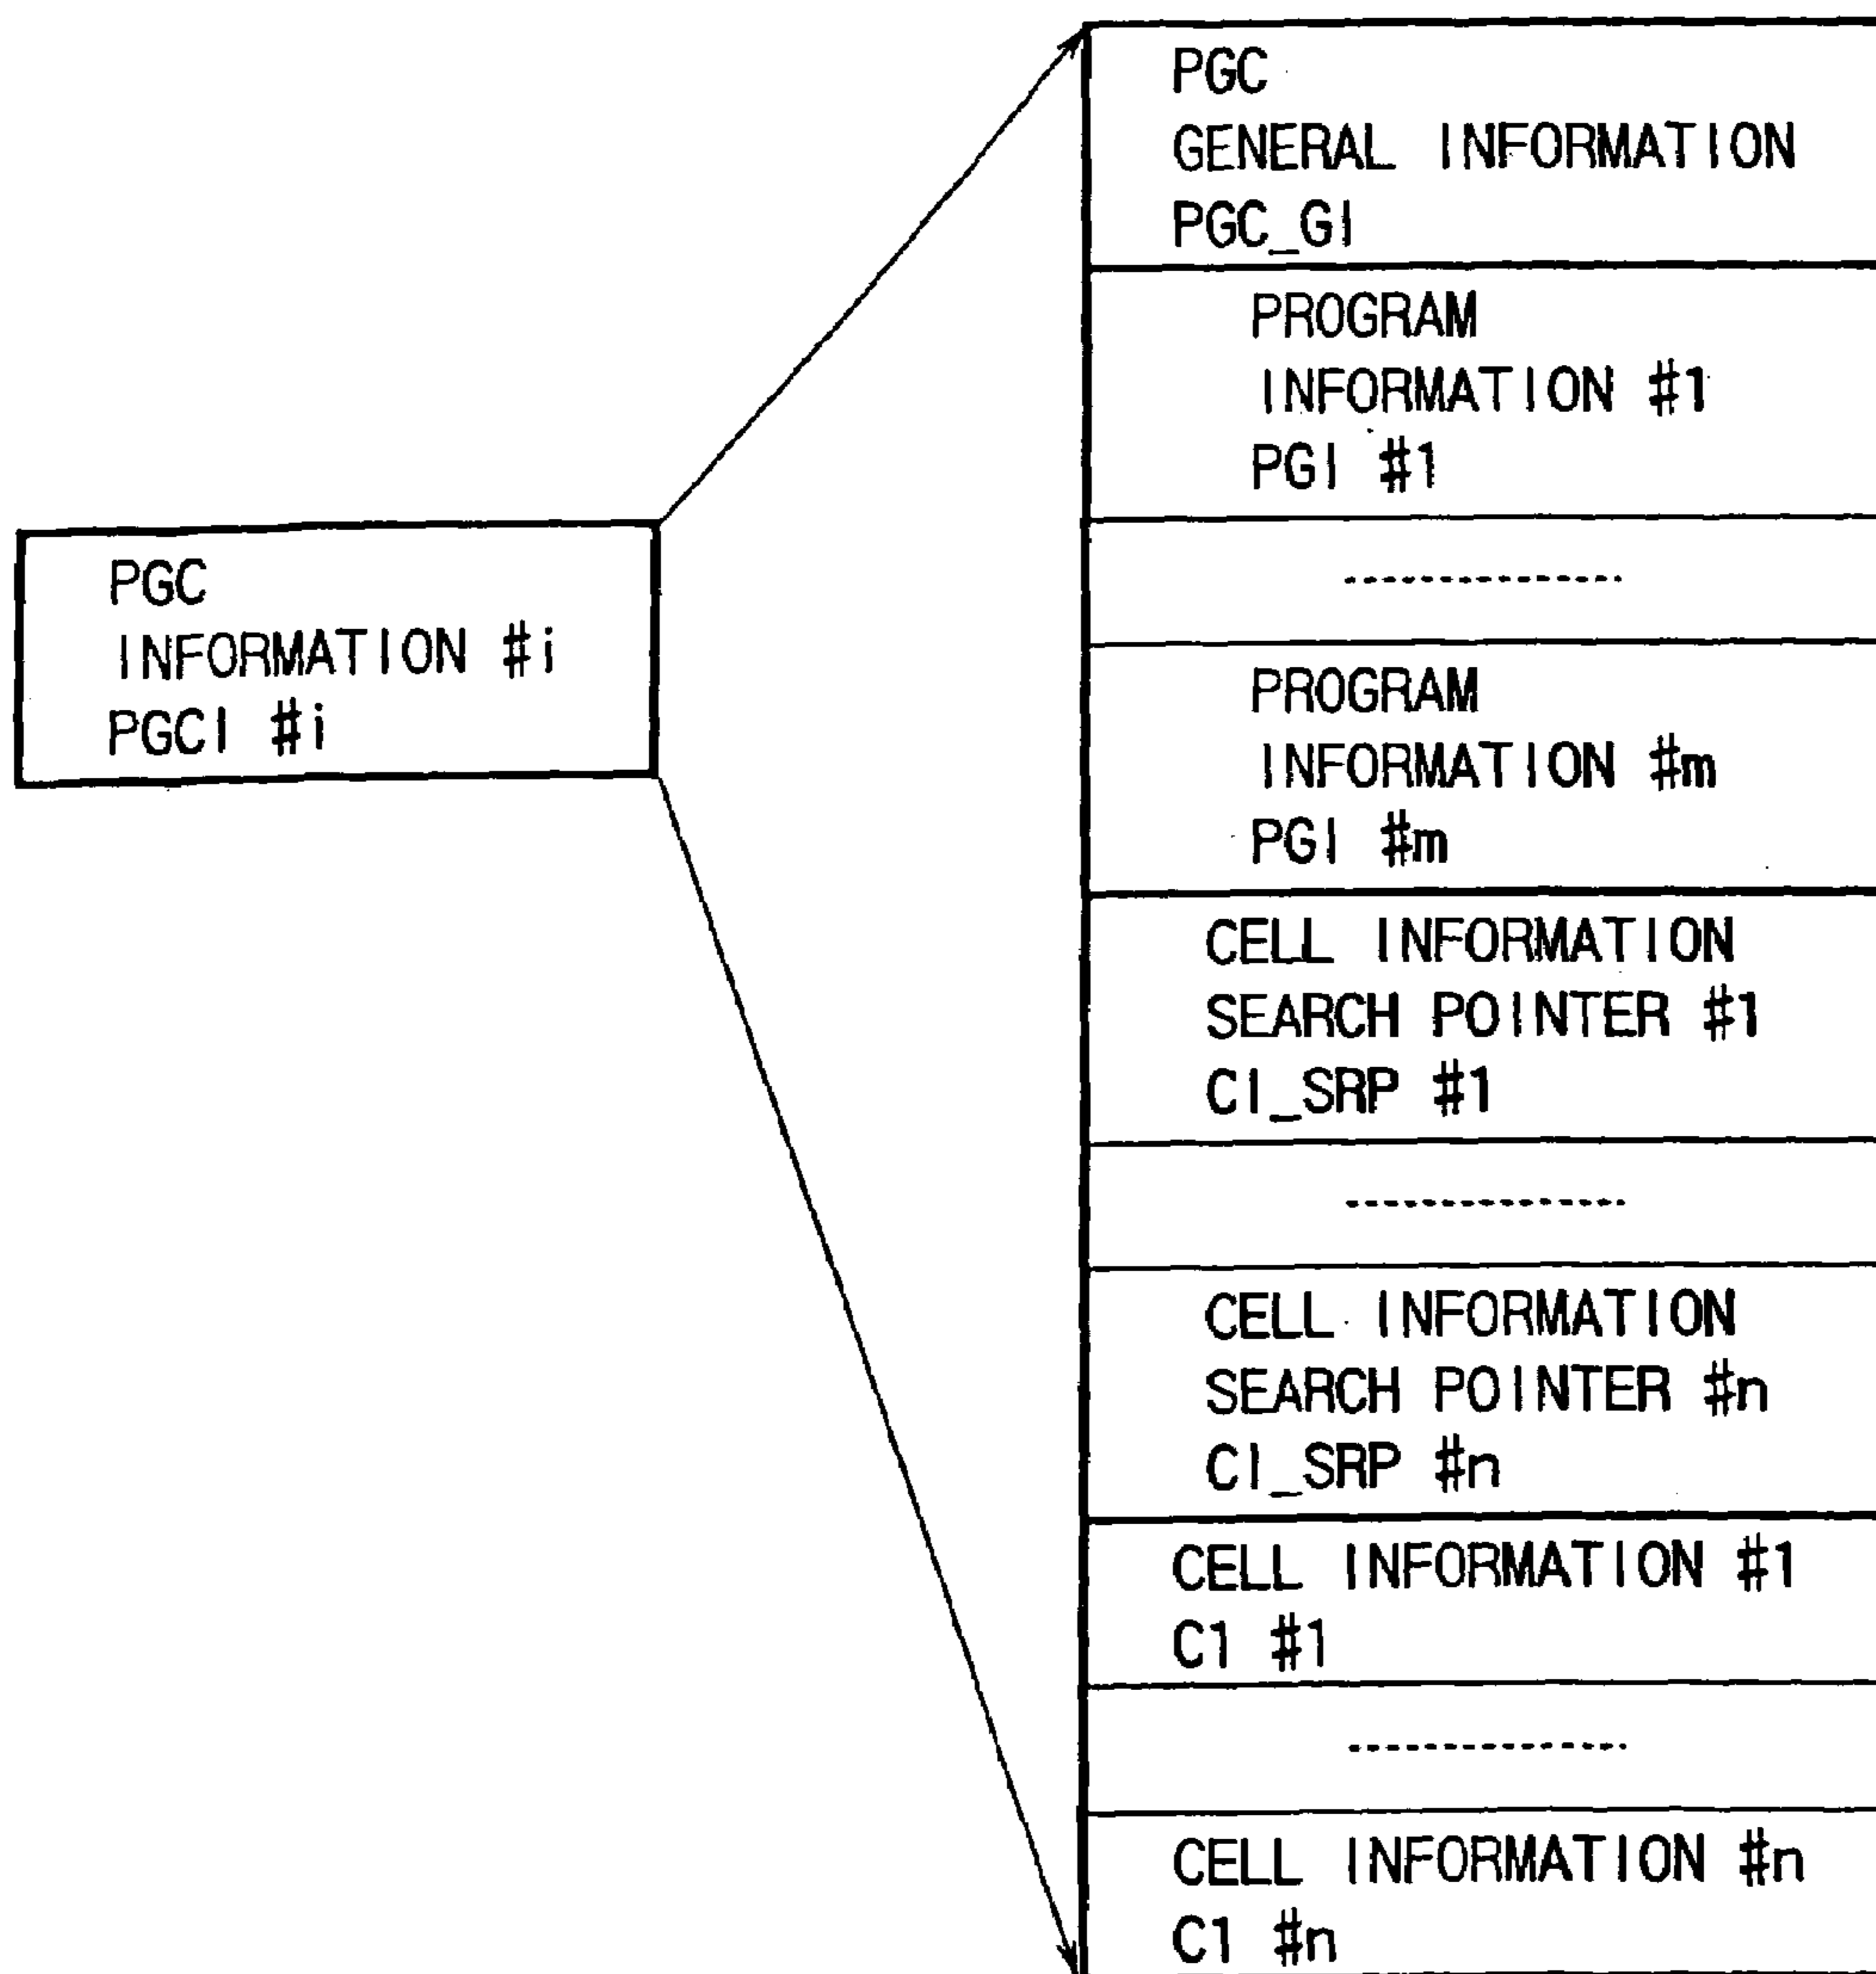 PGC
INFORMATION #i
PGCI #i
PGC
GENERAL INFORMATION
PGC_GI
PROGRAM
INFORMATION #1
PGI #1
PROGRAM
INFORMATION #m
PGI #m
CELL INFORMATION
SEARCH POINTER #1
CI_SRP #1
CELL INFORMATION
SEARCH POINTER #n
CI_SRP #n
CELL INFORMATION #1
C1 #1
CELL INFORMATION #n
C1 #n